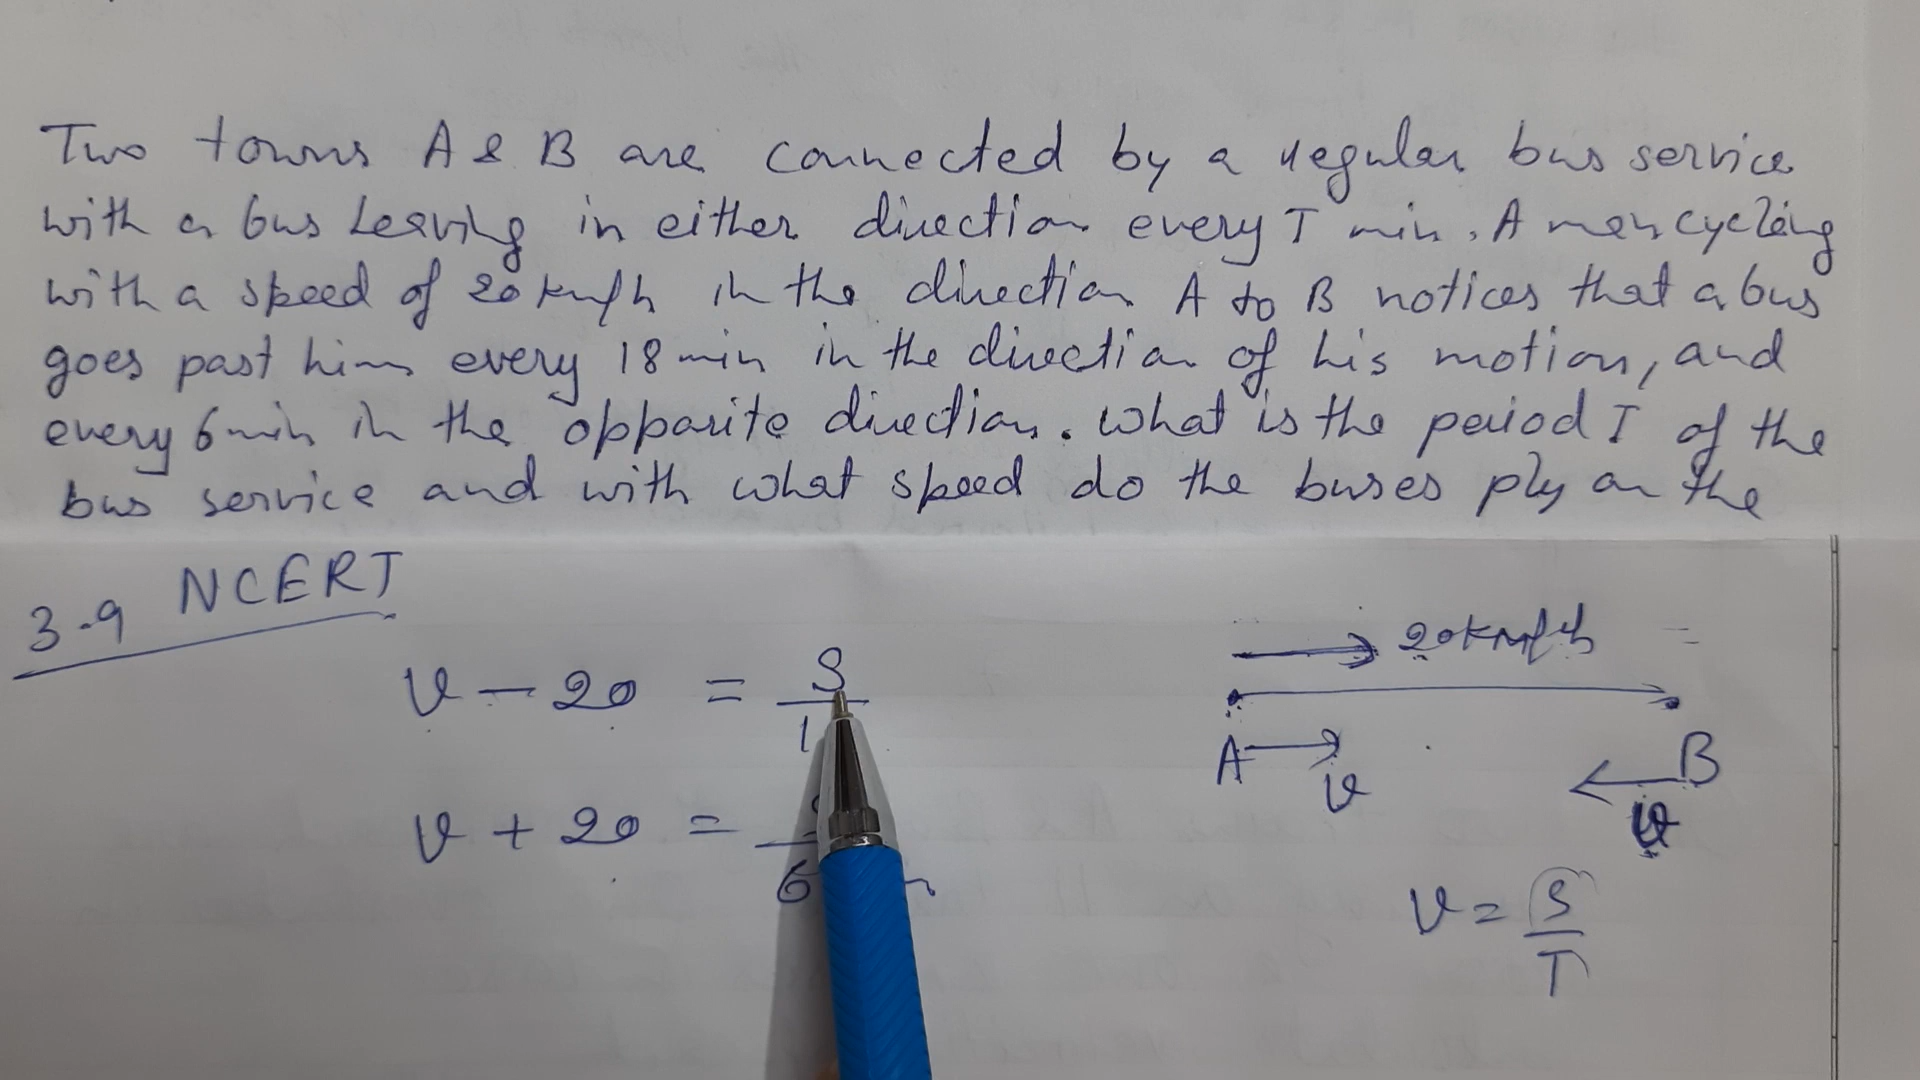 Two towns A & B are connected by a regular bus service
with a bus leaving in either direction every T min. A man cycling
with a speed of 20 km/h in the direction A to B notices that a bus
goes past him every 18 min in the direction of his motion, and
every 6 min in the opposite direction. What is the period T of the
bus service and with what speed do the buses ply on the
3.9 NCERT
v - 20 = S / 1
v + 20 = / 6
20 km/h
A v
B
v
v = S / T